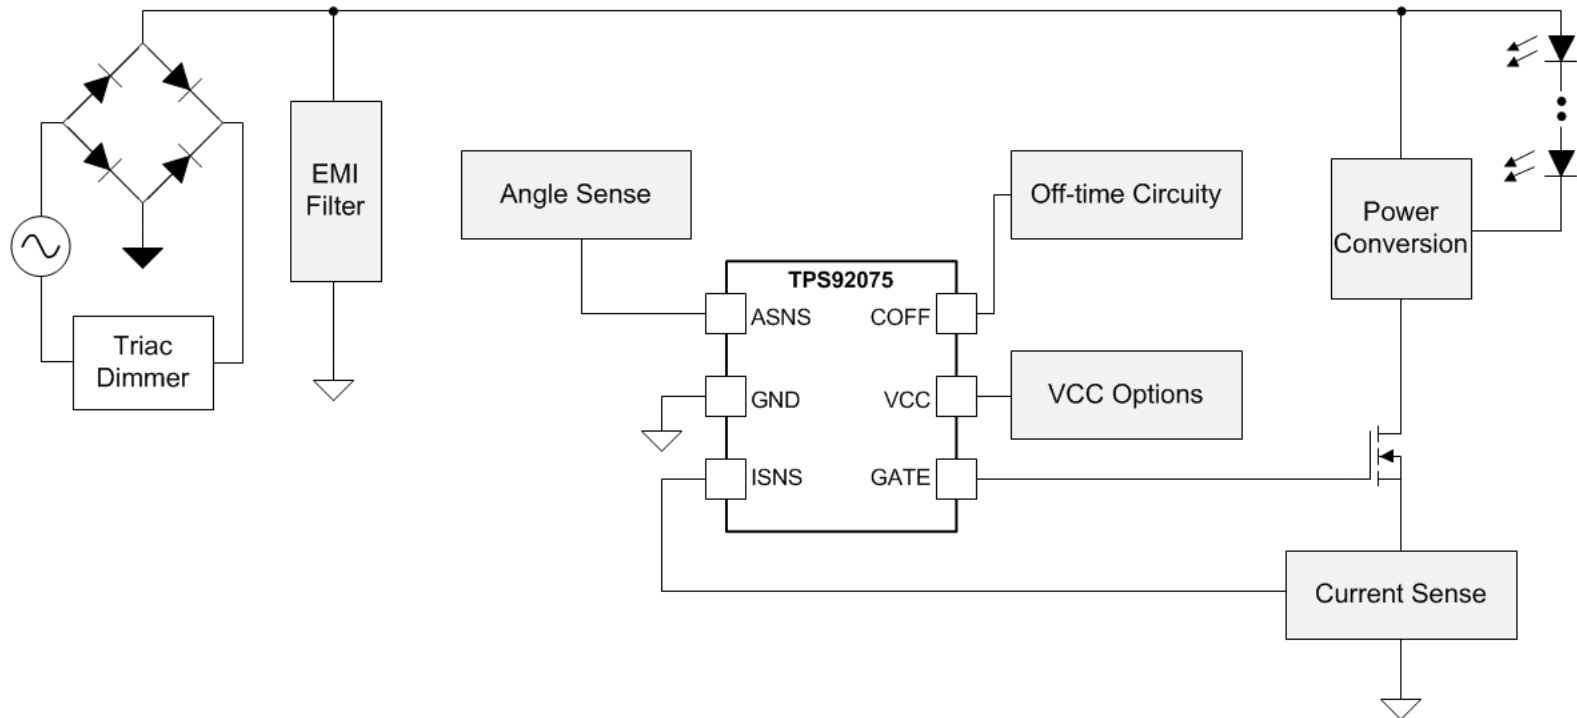 EMI
Filter
Angle Sense
Off-time Circuity
Power
Conversion
TPS92075
ASNS
COFF
Triac
Dimmer
GND
VCC
VCC Options
ISNS
GATE
Current Sense